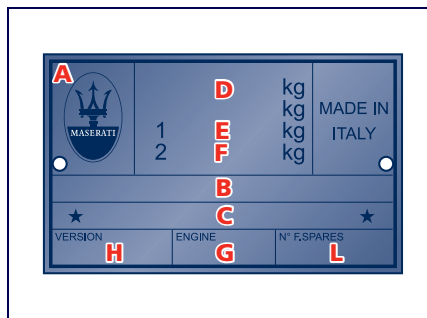 A
D kg
kg
MASERATI
1 E kg
2 F kg
MADE IN
ITALY
B
★ C ★
VERSION ENGINE N° F.SPARES
H G L